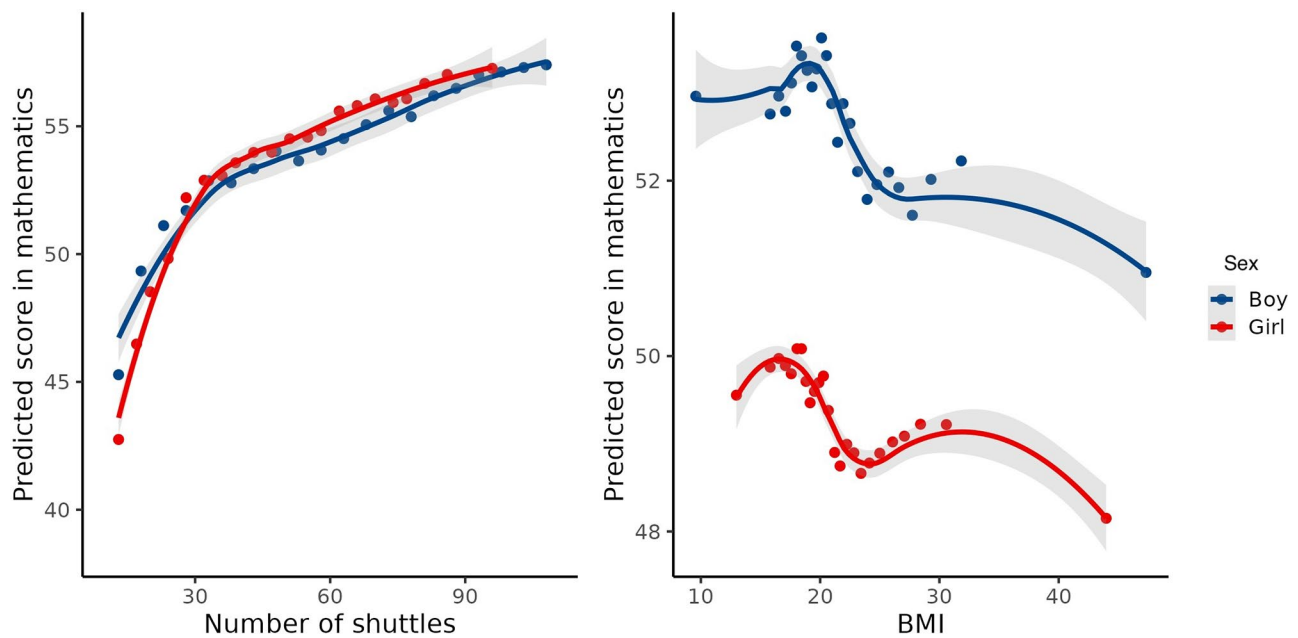 Predicted score in mathematics
55
50
45
40
30
60
90
Number of shuttles
Predicted score in mathematics
52
50
48
10
20
30
40
BMI
Sex
Boy
Girl